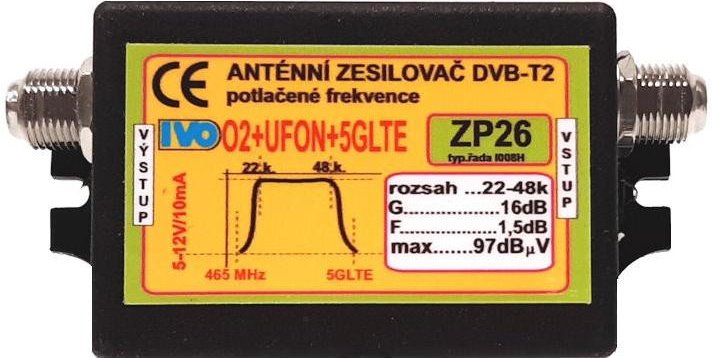 CE ANTÉNNÍ ZESILOVAČ DVB-T2
potlačené frekvence
IVO O2+UFON+5GLTE
ZP26
typ.řada I008H
VÝSTUP
VSTUP
22.k. 48.k.
5-12V/10mA
465 MHz 5GLTE
rozsah ...22-48k
G....................16dB
F....................1,5dB
max.......97dBµV